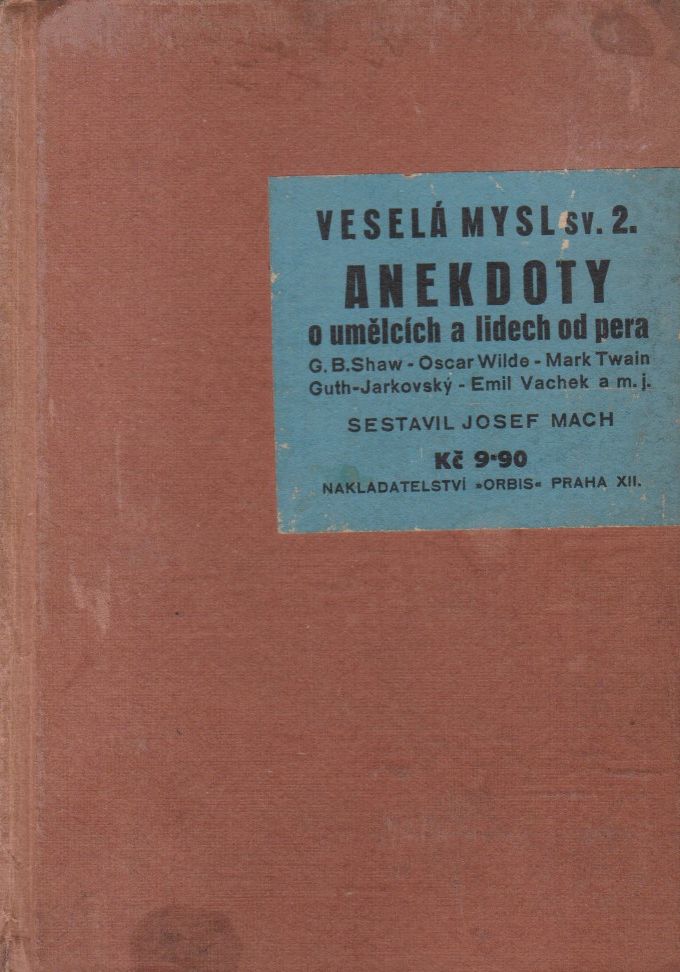 VESELÁ MYSL sv. 2.
ANEKDOTY
o umělcích a lidech od pera
G. B. Shaw - Oscar Wilde - Mark Twain
Guth-Jarkovský - Emil Vachek a m. j.
SESTAVIL JOSEF MACH
Kč 9·90
NAKLADATELSTVÍ »ORBIS« PRAHA XII.